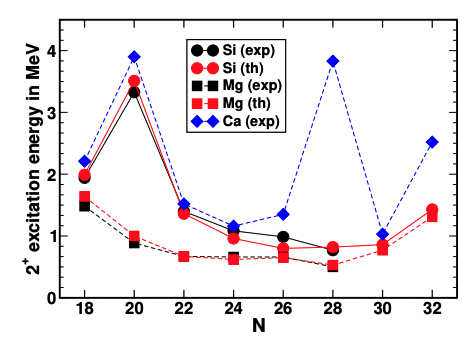 2+ excitation energy in MeV
4
3
2
1
0
Si (exp)
Si (th)
Mg (exp)
Mg (th)
Ca (exp)
18 20 22 24 26 28 30 32
N